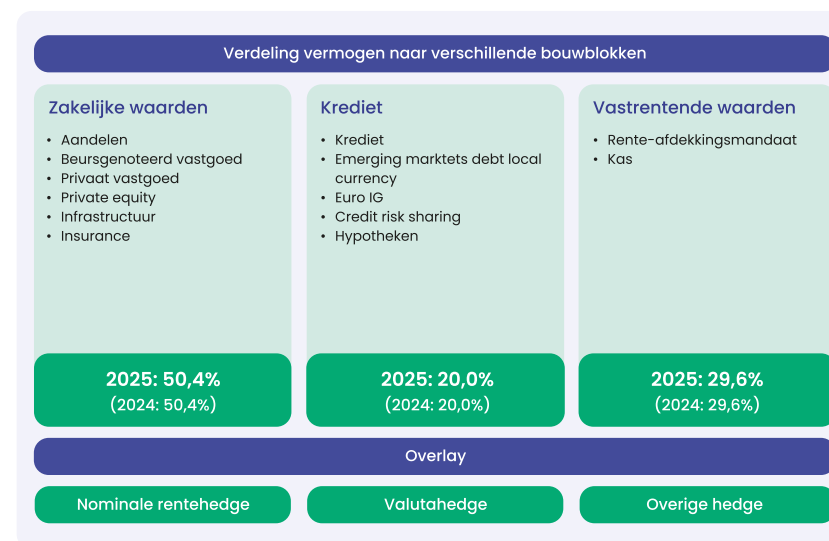 Verdeling vermogen naar verschillende bouwblokken
Zakelijke waarden
• Aandelen
• Beursgenoteerd vastgoed
• Privaat vastgoed
• Private equity
• Infrastructuur
• Insurance
2025: 50,4%
(2024: 50,4%)
Krediet
• Krediet
• Emerging marktets debt local
currency
• Euro IG
• Credit risk sharing
• Hypotheken
2025: 20,0%
(2024: 20,0%)
Vastrentende waarden
• Rente-afdekkingsmandaat
• Kas
2025: 29,6%
(2024: 29,6%)
Overlay
Nominale rentehedge
Valutahedge
Overige hedge